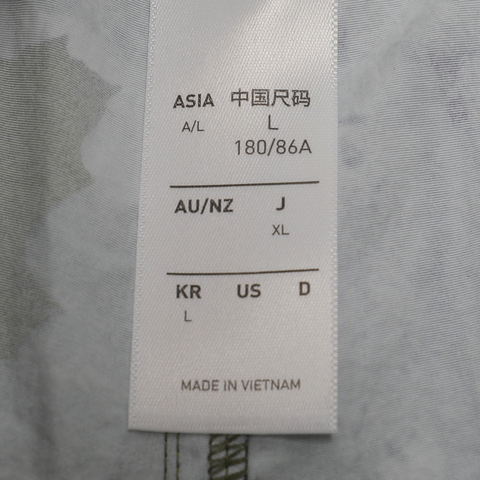 ASIA 中国尺码
A/L L
180/86A
AU/NZ J
XL
KR US D
L
MADE IN VIETNAM